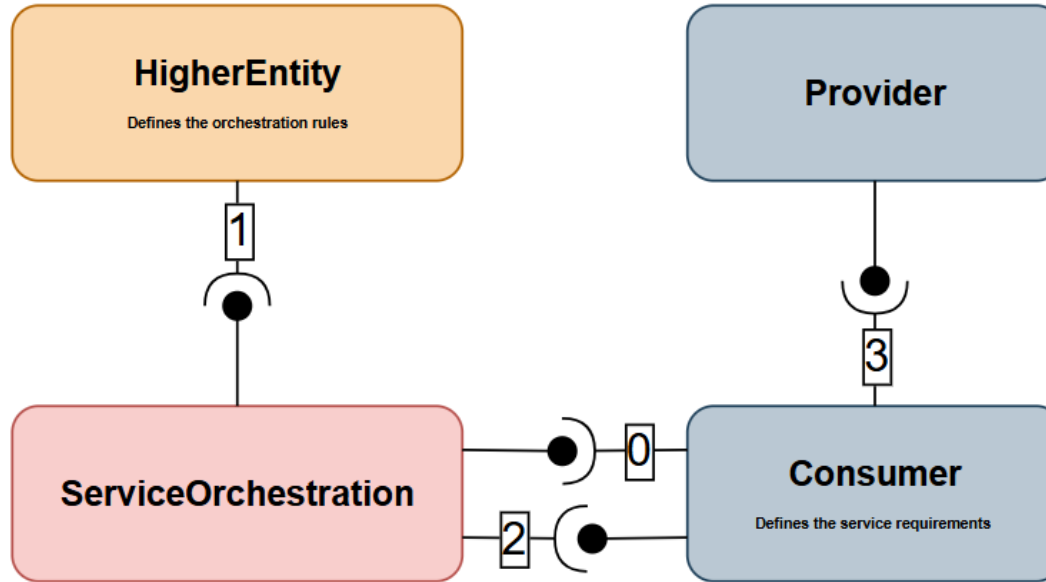 HigherEntity
Defines the orchestration rules
Provider
1
3
ServiceOrchestration
0
2
Consumer
Defines the service requirements